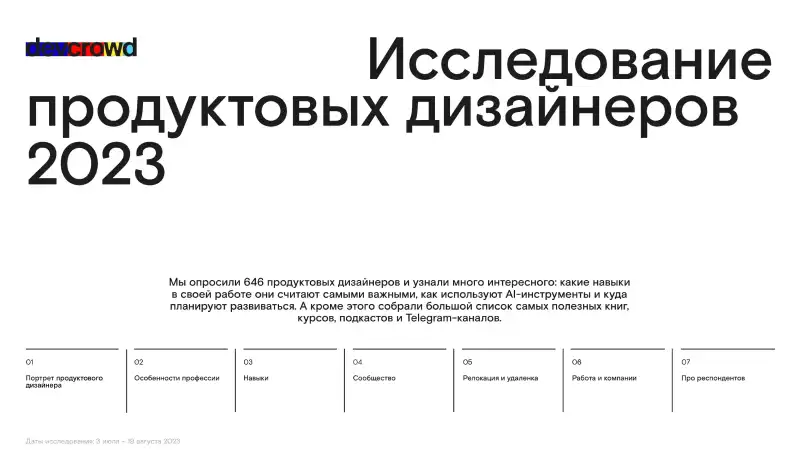 descrowd
Исследование
продуктовых дизайнеров
2023
Мы опросили 646 продуктовых дизайнеров и узнали много интересного: какие навыки
в своей работе они считают самыми важными, как используют AI-инструменты и куда
планируют развиваться. А кроме этого собрали большой список самых полезных книг,
курсов, подкастов и Telegram-каналов.
01
Портрет продуктового
дизайнера
02
Особенности профессии
03
Навыки
04
Сообщество
05
Релокация и удаленка
06
Работа и компании
07
Про респондентов
Даты исследования: 3 июля – 19 августа 2023